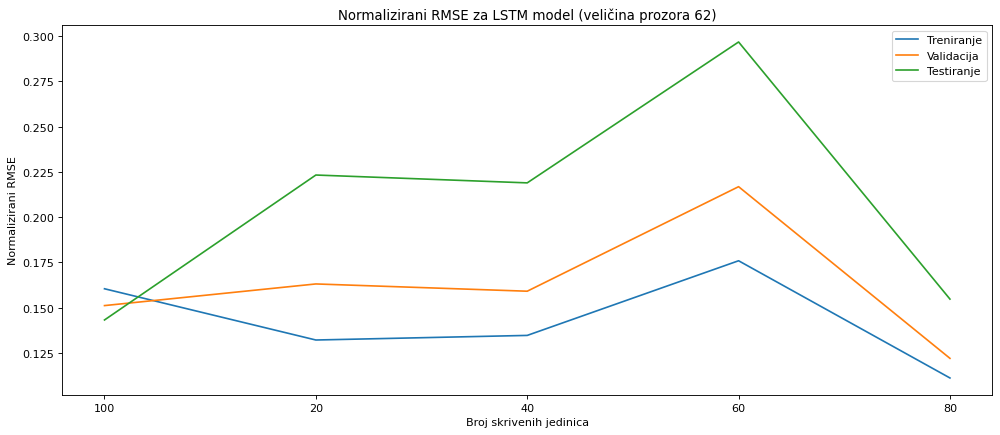 Normalizirani RMSE za LSTM model (veličina prozora 62)
Treniranje
Validacija
Testiranje
Normalizirani RMSE
0.300
0.275
0.250
0.225
0.200
0.175
0.150
0.125
100 20 40 60 80
Broj skrivenih jedinica